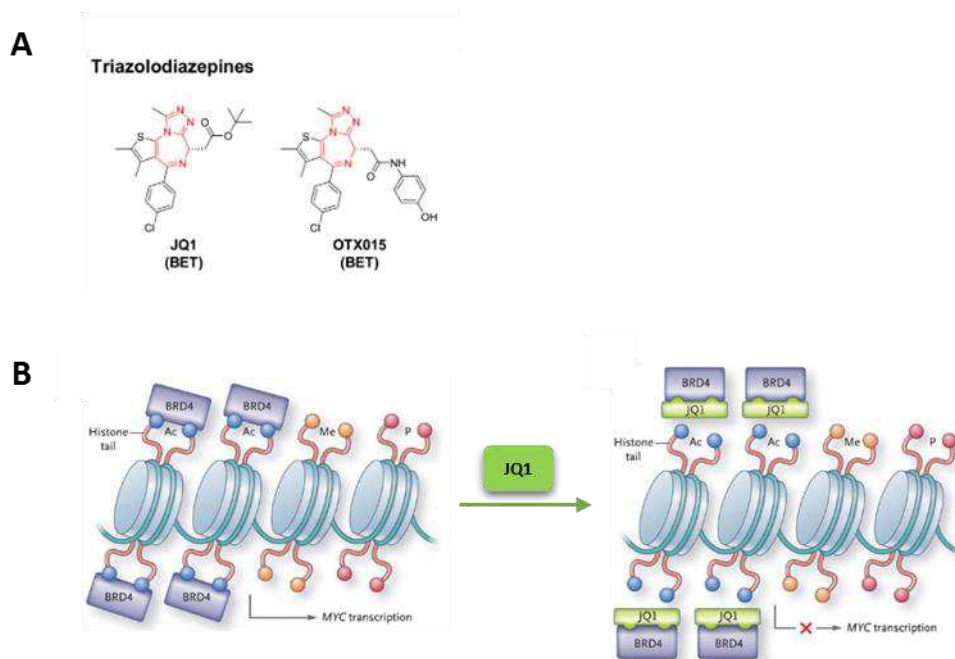 A
Triazolodiazepines
N
N
N
N
S
O
O
Cl
JQ1
(BET)
N
N
N
N
S
O
NH
OH
Cl
OTX015
(BET)
B
BRD4
BRD4
Ac
Ac
Me
P
Histone
tail
BRD4
BRD4
MYC transcription
JQ1
BRD4
BRD4
JQ1
JQ1
Ac
Ac
Me
P
Histone
tail
JQ1
JQ1
BRD4
BRD4
MYC transcription